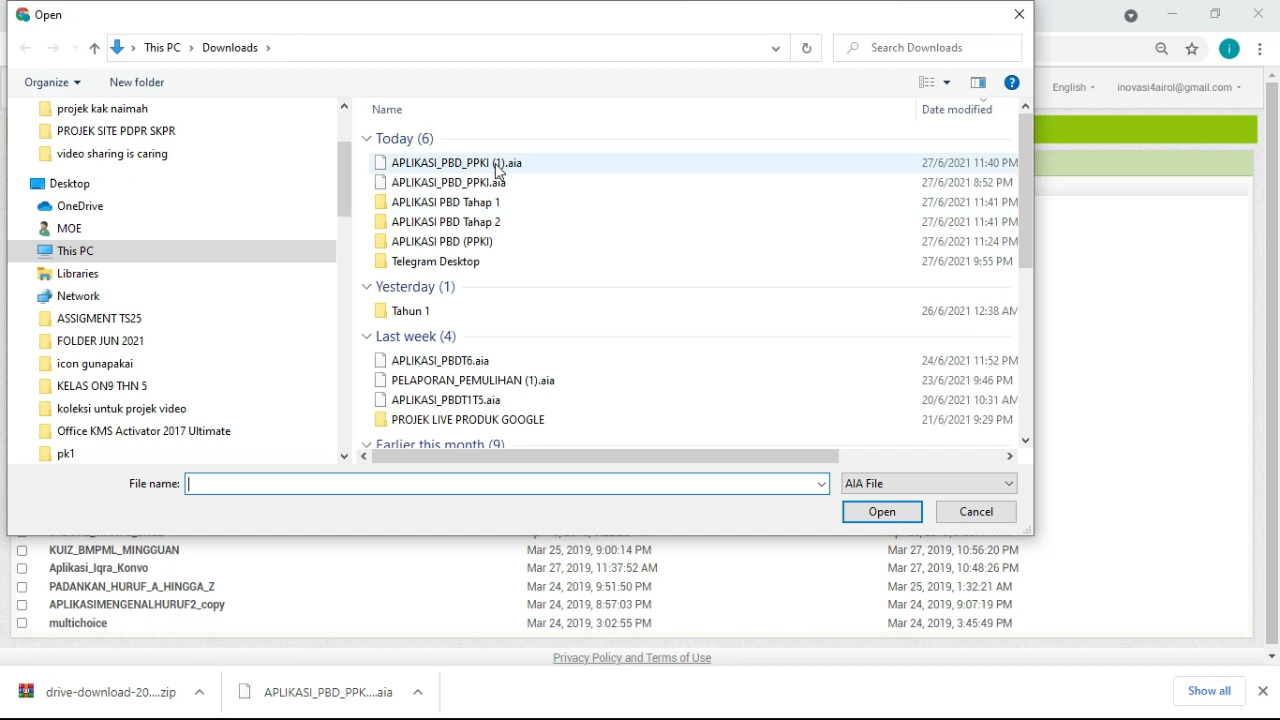 Open
This PC > Downloads >
Search Downloads
Organize
New folder
English
inovasi4airol@gmail.com
i
projek kak naimah
PROJEK SITE PDPR SKPR
video sharing is caring
Desktop
OneDrive
MOE
This PC
Libraries
Network
ASSIGMENT TS25
FOLDER JUN 2021
icon gunapakai
KELAS ON9 THN 5
koleksi untuk projek video
Office KMS Activator 2017 Ultimate
pk1
Name Date modified
Today (6)
APLIKASI_PBD_PPKI (1).aia 27/6/2021 11:40 PM
APLIKASI_PBD_PPKI.aia 27/6/2021 8:52 PM
APLIKASI PBD Tahap 1 27/6/2021 11:41 PM
APLIKASI PBD Tahap 2 27/6/2021 11:41 PM
APLIKASI PBD (PPKI) 27/6/2021 11:24 PM
Telegram Desktop 27/6/2021 9:55 PM
Yesterday (1)
Tahun 1 26/6/2021 12:38 AM
Last week (4)
APLIKASI_PBDT6.aia 24/6/2021 11:52 PM
PELAPORAN_PEMULIHAN (1).aia 23/6/2021 9:46 PM
APLIKASI_PBDT1T5.aia 20/6/2021 10:31 AM
PROJEK LIVE PRODUK GOOGLE 21/6/2021 9:29 PM
Earlier this month (9)
File name:
AIA File
Open
Cancel
KUIZ_BMPML_MINGGUAN Mar 25, 2019, 9:00:14 PM Mar 27, 2019, 10:56:20 PM
Aplikasi_Iqra_Konvo Mar 27, 2019, 11:37:52 AM Mar 27, 2019, 10:48:26 PM
PADANKAN_HURUF_A_HINGGA_Z Mar 24, 2019, 9:51:50 PM Mar 25, 2019, 1:32:21 AM
APLIKASIMENGENALHURUF2_copy Mar 24, 2019, 8:57:03 PM Mar 24, 2019, 9:07:19 PM
multichoice Mar 24, 2019, 3:02:55 PM Mar 24, 2019, 3:45:49 PM
Privacy Policy and Terms of Use
drive-download-20....zip
APLIKASI_PBD_PPK....aia
Show all